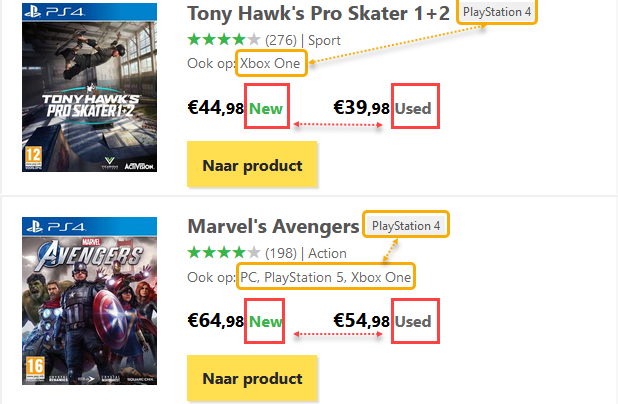 PS4
TONY HAWK'S
PRO SKATER 1+2
12
ACTIVISION
Tony Hawk's Pro Skater 1+2 PlayStation 4
(276) | Sport
Ook op: Xbox One
€44,98 New €39,98 Used
Naar product
PS4
MARVEL
AVENGERS
16
SQUARE ENIX
Marvel's Avengers PlayStation 4
(198) | Action
Ook op: PC, PlayStation 5, Xbox One
€64,98 New €54,98 Used
Naar product